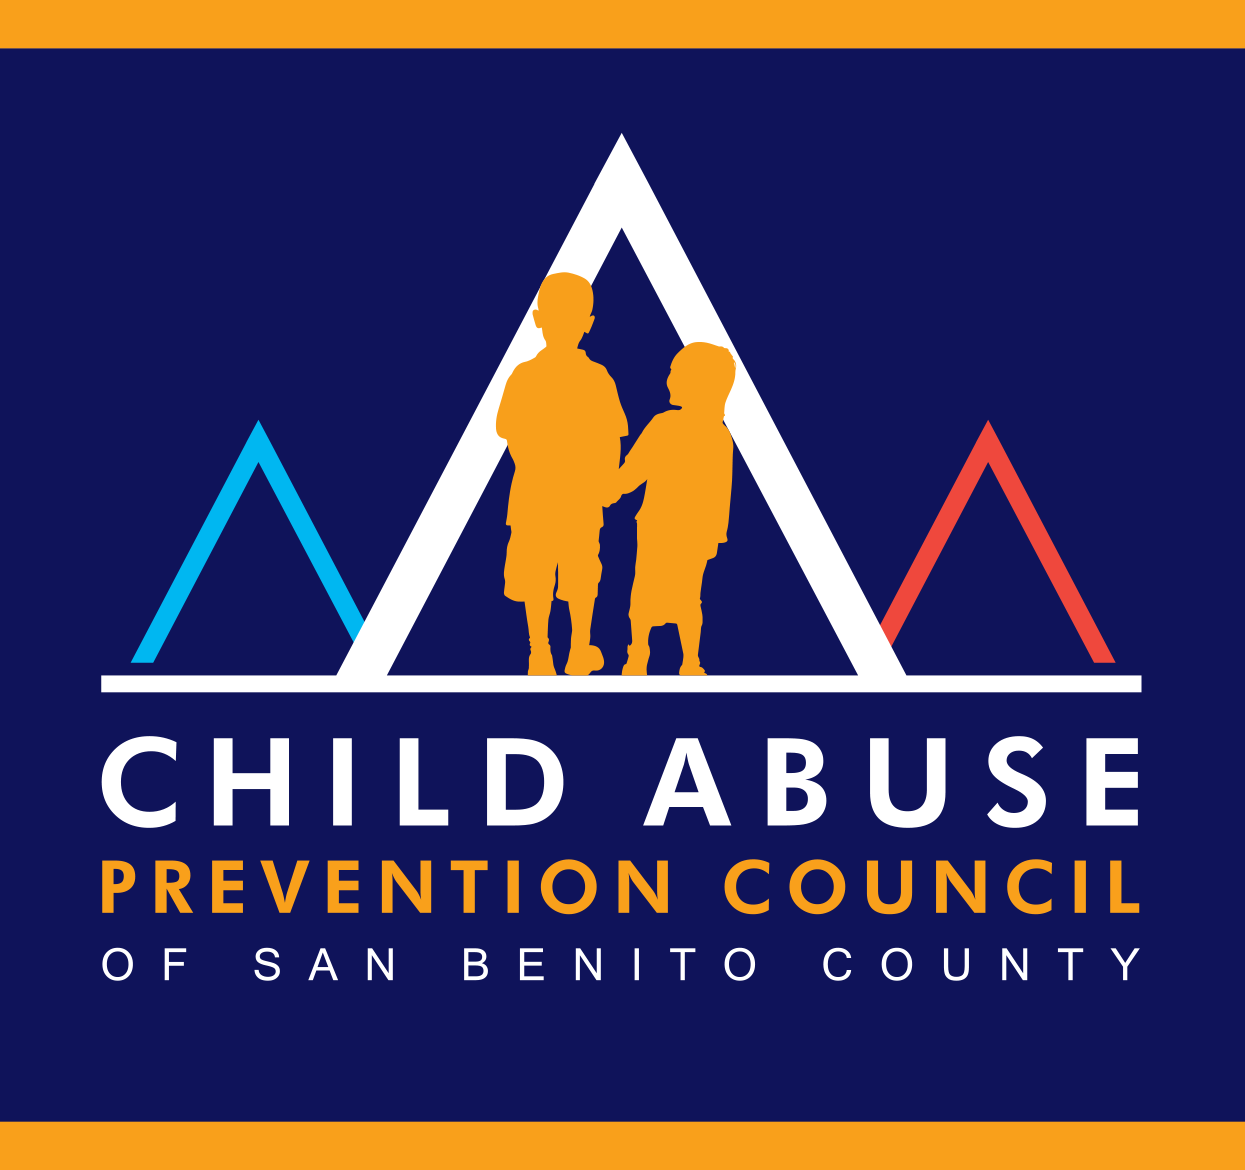 CHILD ABUSE
PREVENTION COUNCIL
OF SAN BENITO COUNTY